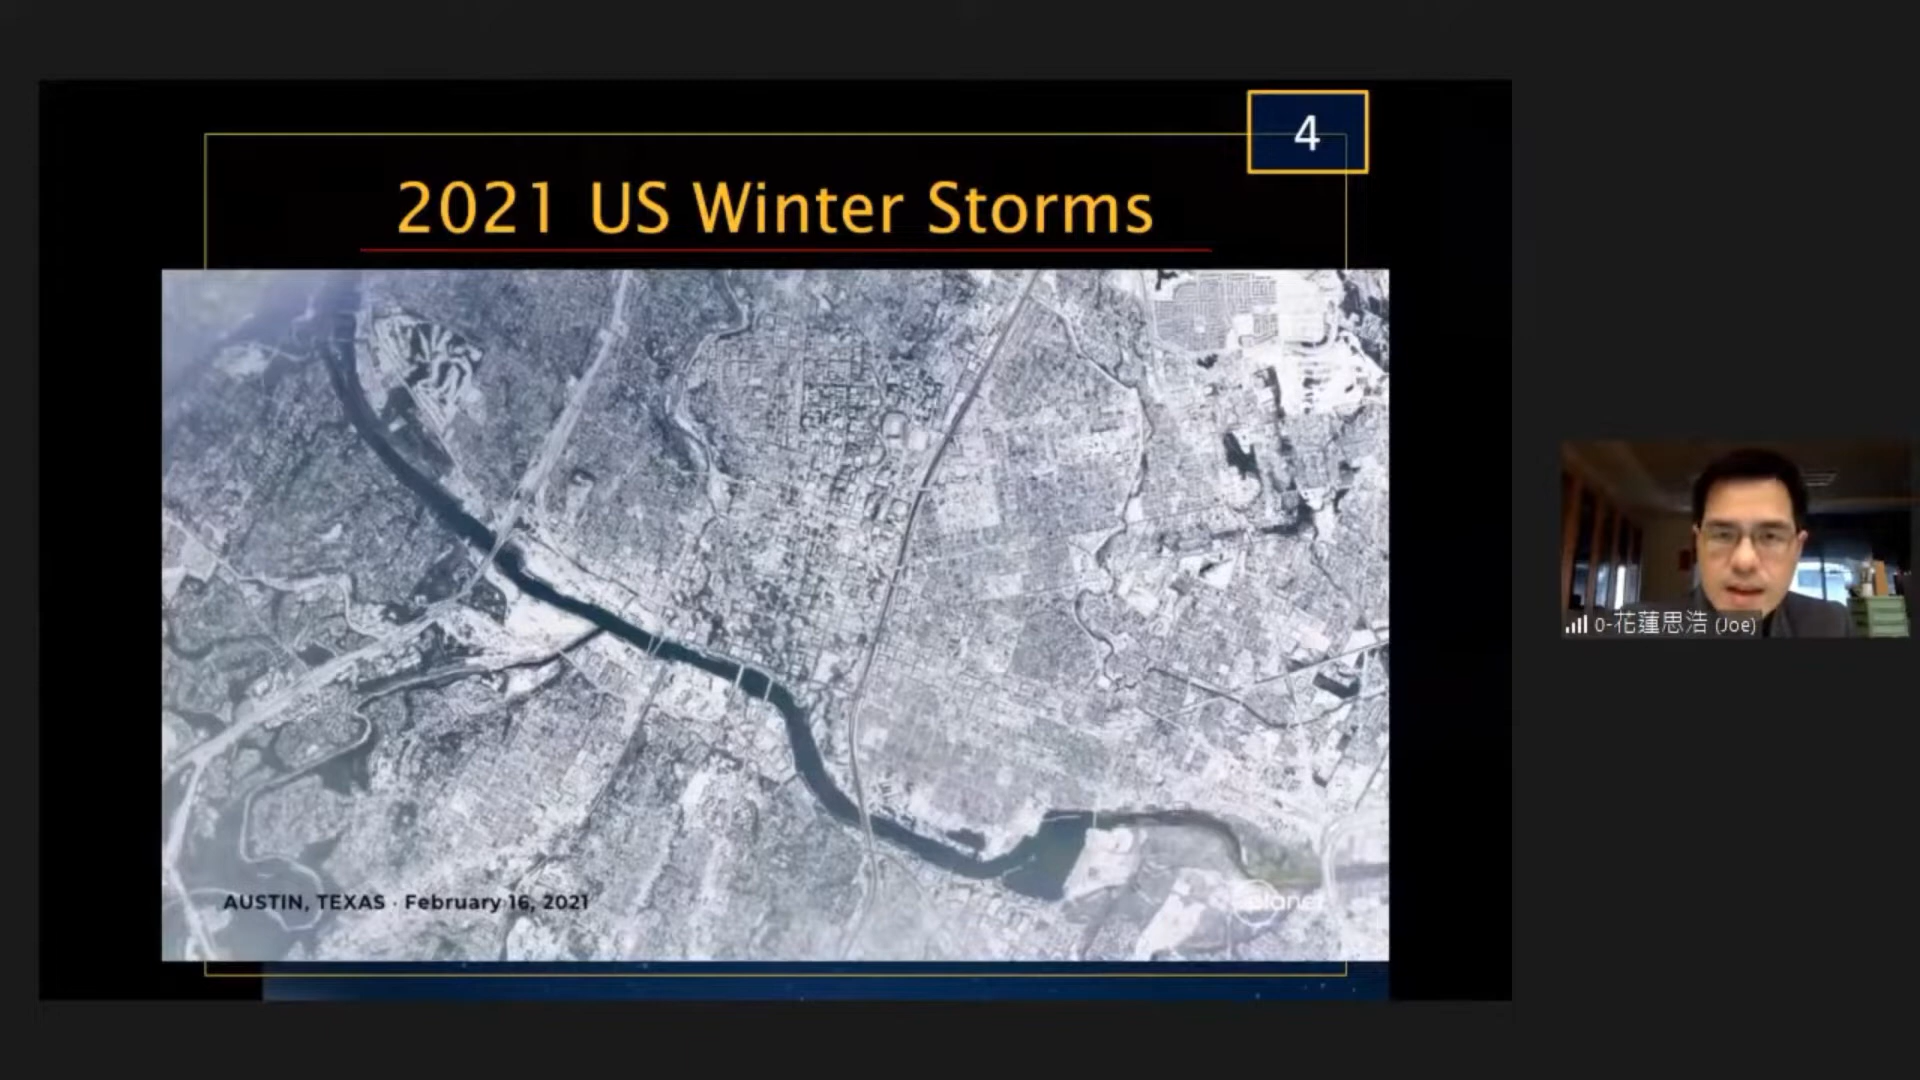 4
2021 US Winter Storms
AUSTIN, TEXAS · February 16, 2021
planet
0-花蓮思浩 (Joe)